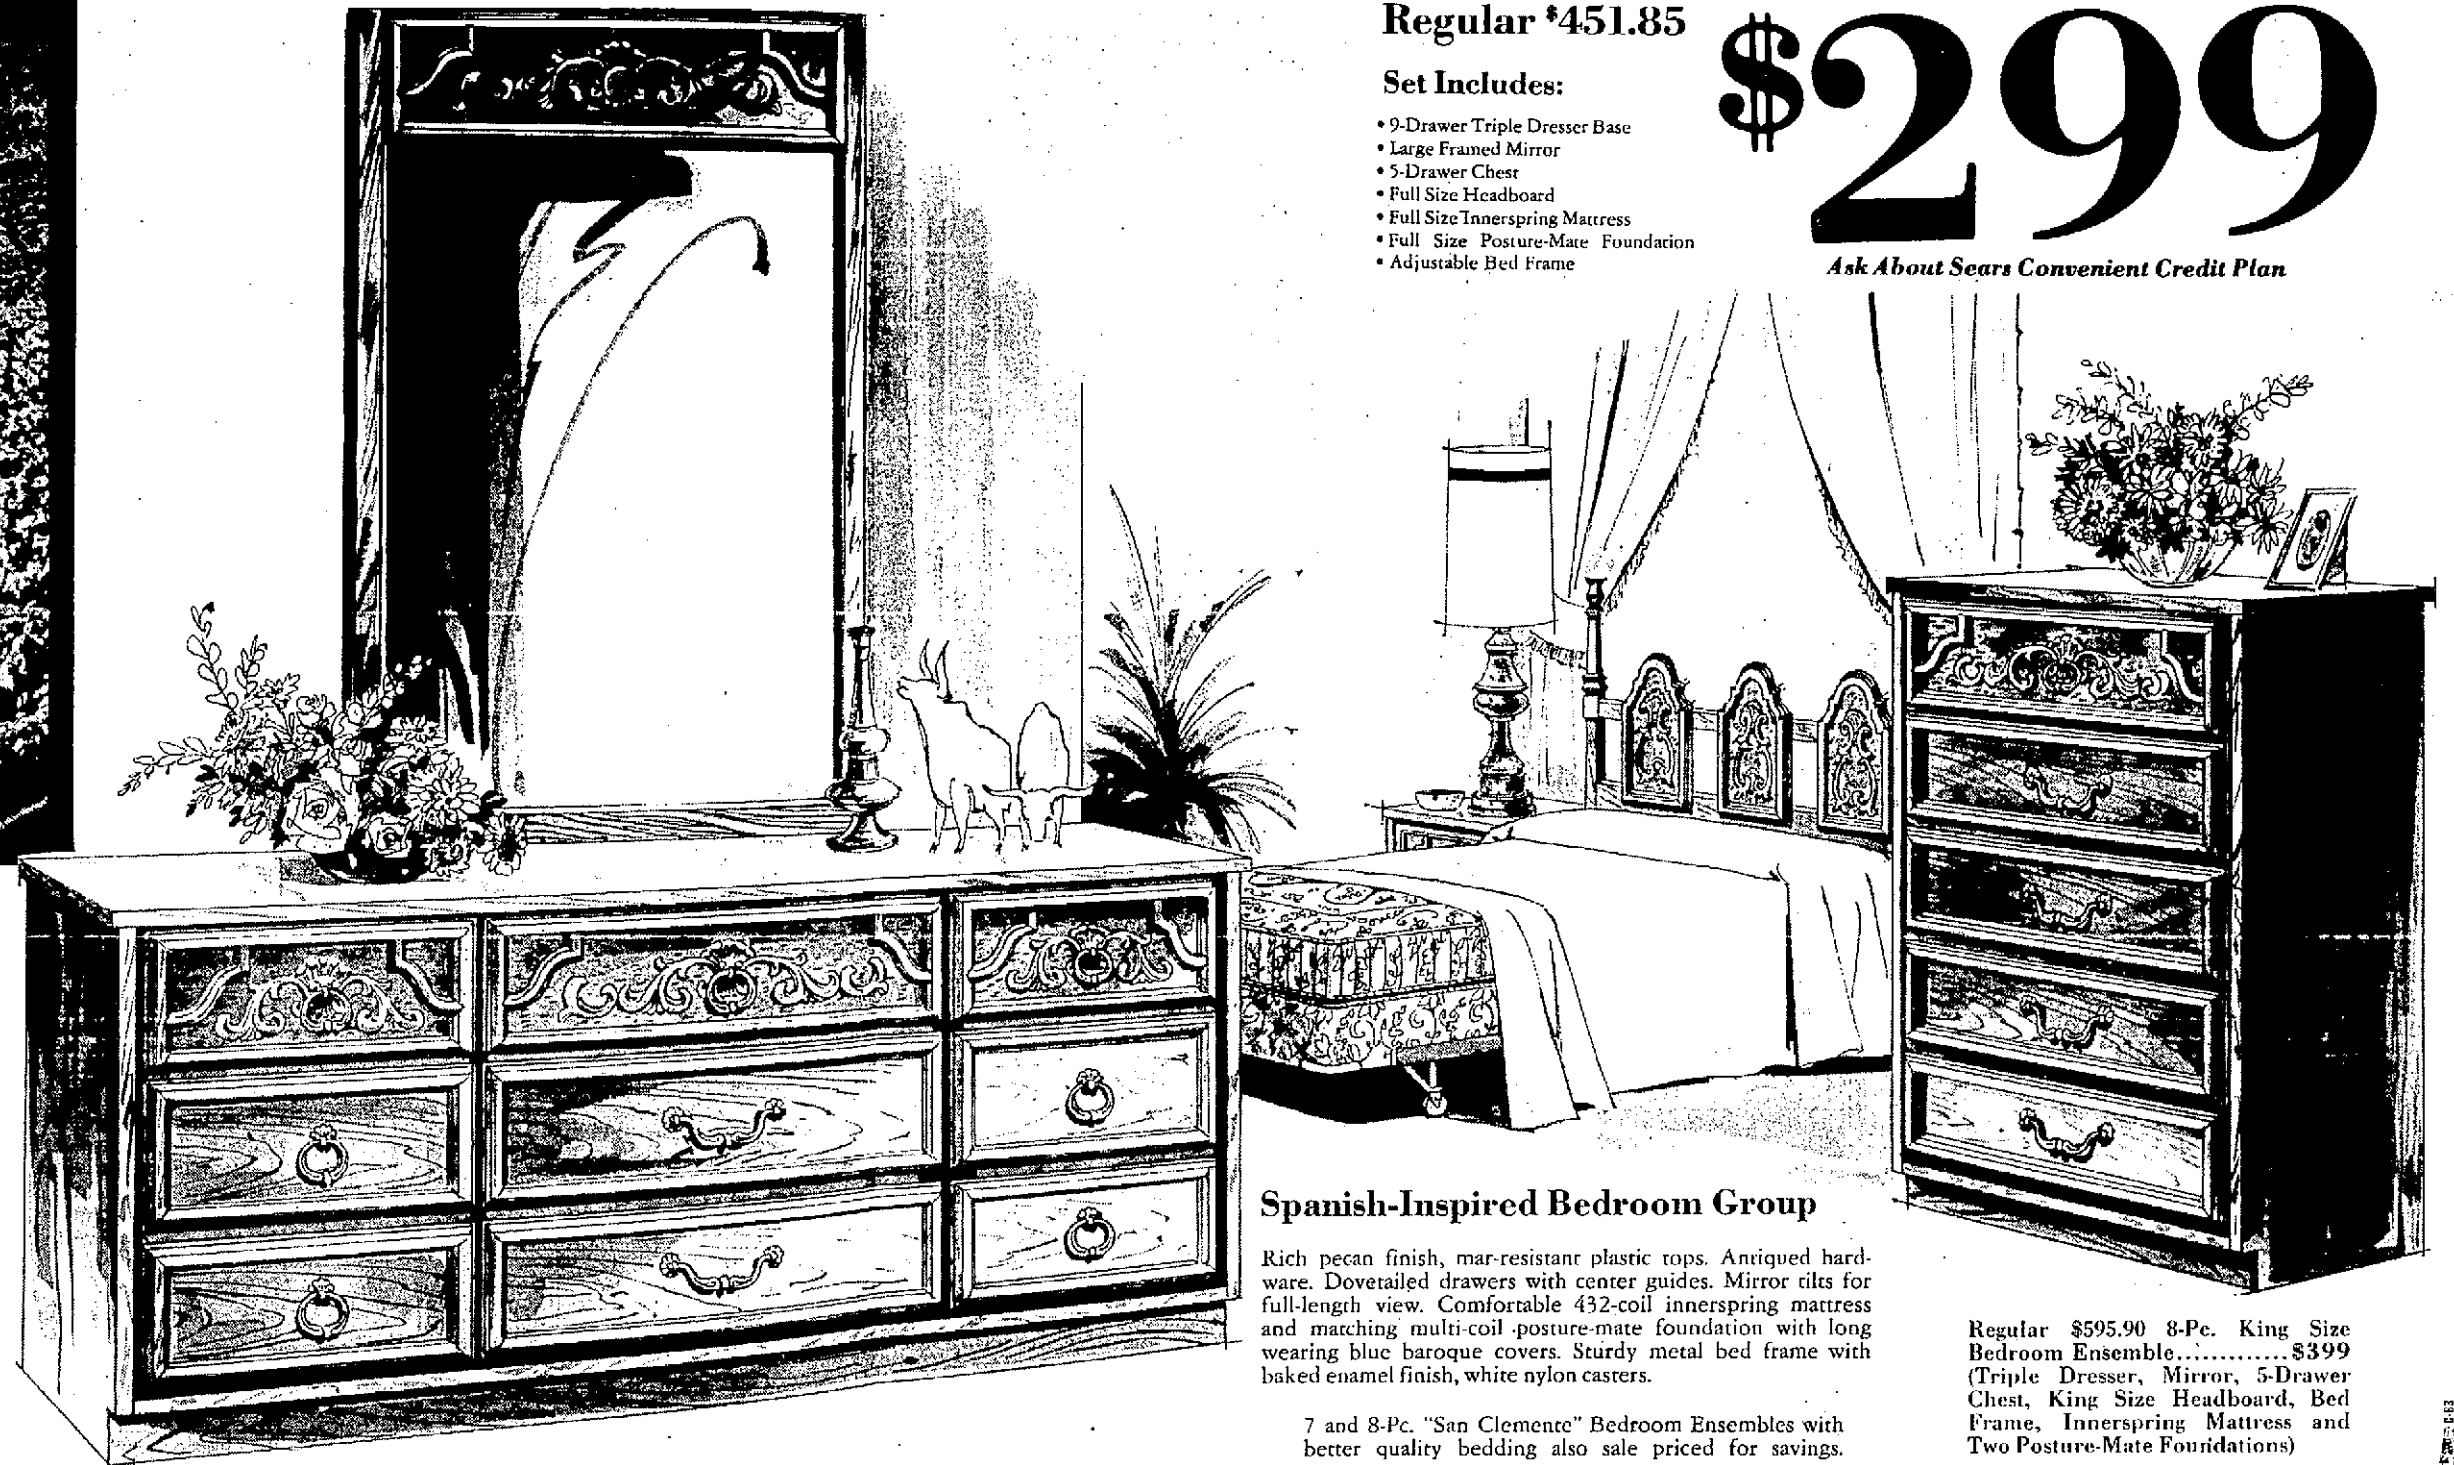 Regular $451.85
$299
Set Includes:
• 9-Drawer Triple Dresser Base
• Large Framed Mirror
• 5-Drawer Chest
• Full Size Headboard
• Full Size Innerspring Mattress
• Full Size Posture-Mate Foundation
• Adjustable Bed Frame
Ask About Sears Convenient Credit Plan
Spanish-Inspired Bedroom Group
Rich pecan finish, mar-resistant plastic tops. Antiqued hard-
ware. Dovetailed drawers with center guides. Mirror tilts for
full-length view. Comfortable 432-coil innerspring mattress
and matching multi-coil posture-mate foundation with long
wearing blue baroque covers. Sturdy metal bed frame with
baked enamel finish, white nylon casters.
7 and 8-Pc. "San Clemente" Bedroom Ensembles with
better quality bedding also sale priced for savings.
Regular $595.90 8-Pc. King Size
Bedroom Ensemble.............$399
(Triple Dresser, Mirror, 5-Drawer
Chest, King Size Headboard, Bed
Frame, Innerspring Mattress and
Two Posture-Mate Foundations)